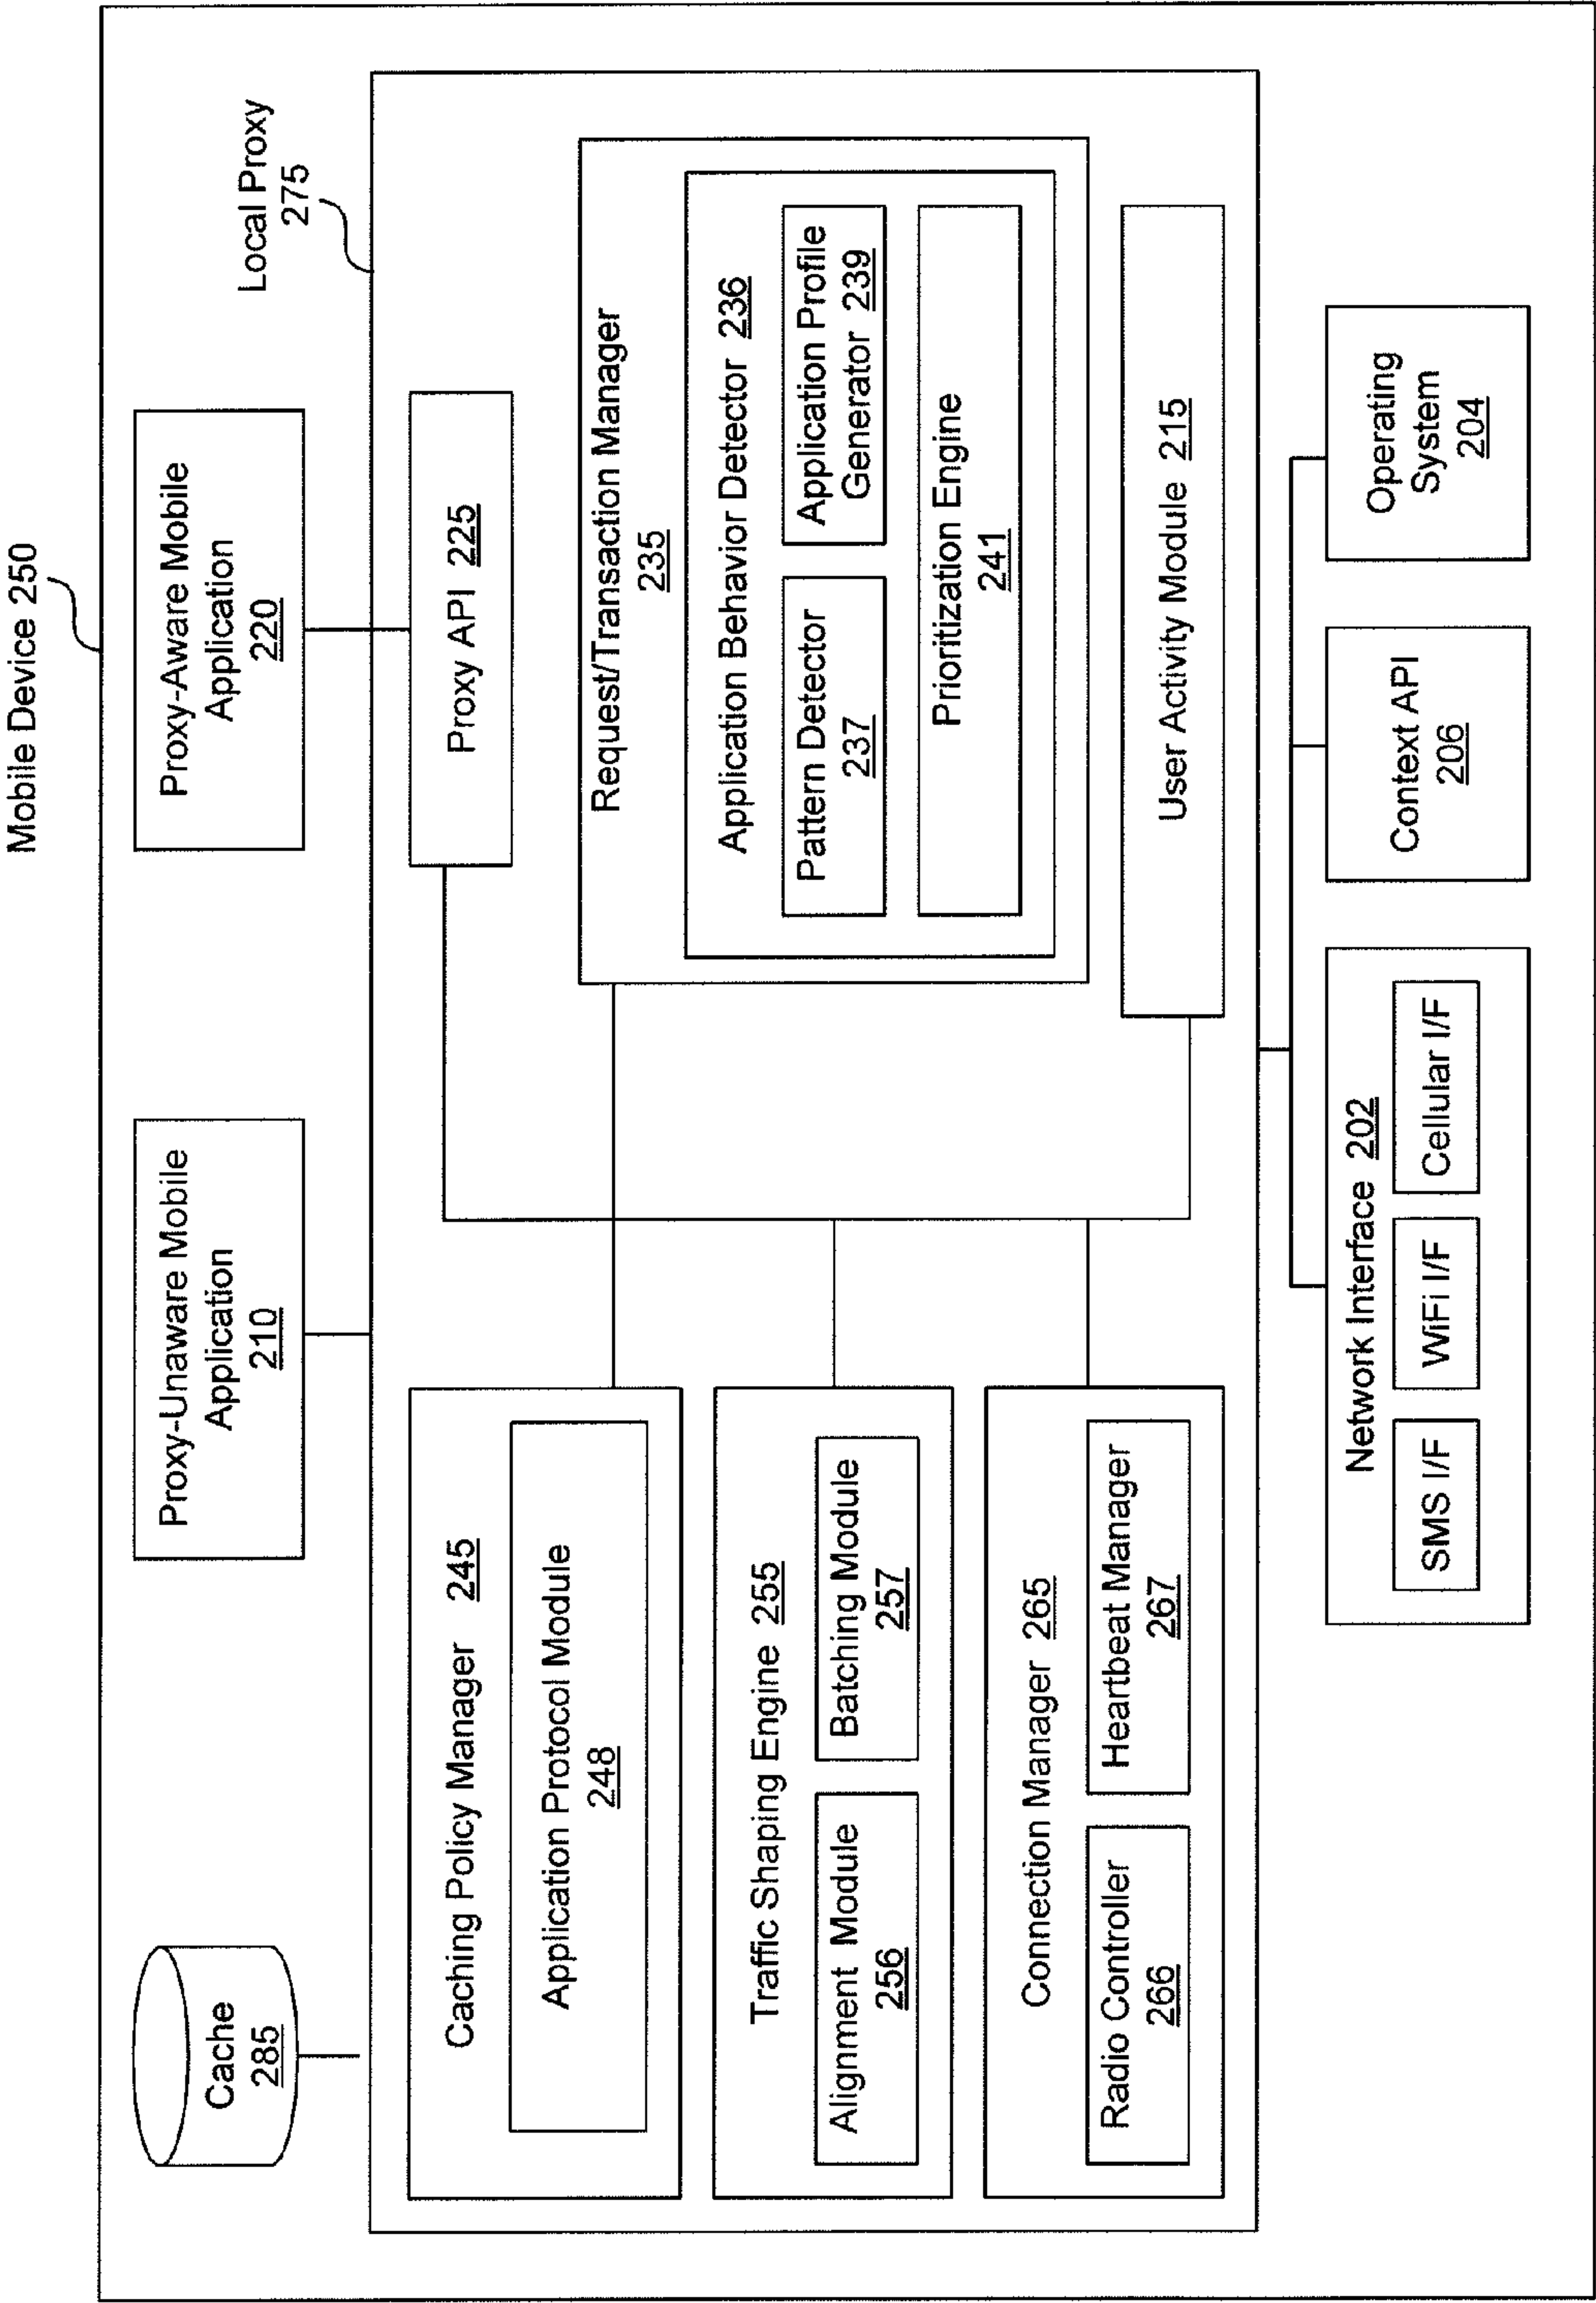 Mobile Device 250
Cache
285
Proxy-Unaware Mobile
Application
210
Proxy-Aware Mobile
Application
220
Local Proxy
275
Caching Policy Manager 245
Application Protocol Module
248
Traffic Shaping Engine 255
Alignment Module
256
Batching Module
257
Connection Manager 265
Radio Controller
266
Heartbeat Manager
267
Proxy API 225
Request/Transaction Manager
235
Application Behavior Detector 236
Pattern Detector
237
Application Profile
Generator 239
Prioritization Engine
241
User Activity Module 215
Network Interface 202
SMS I/F
WiFi I/F
Cellular I/F
Context API
206
Operating
System
204